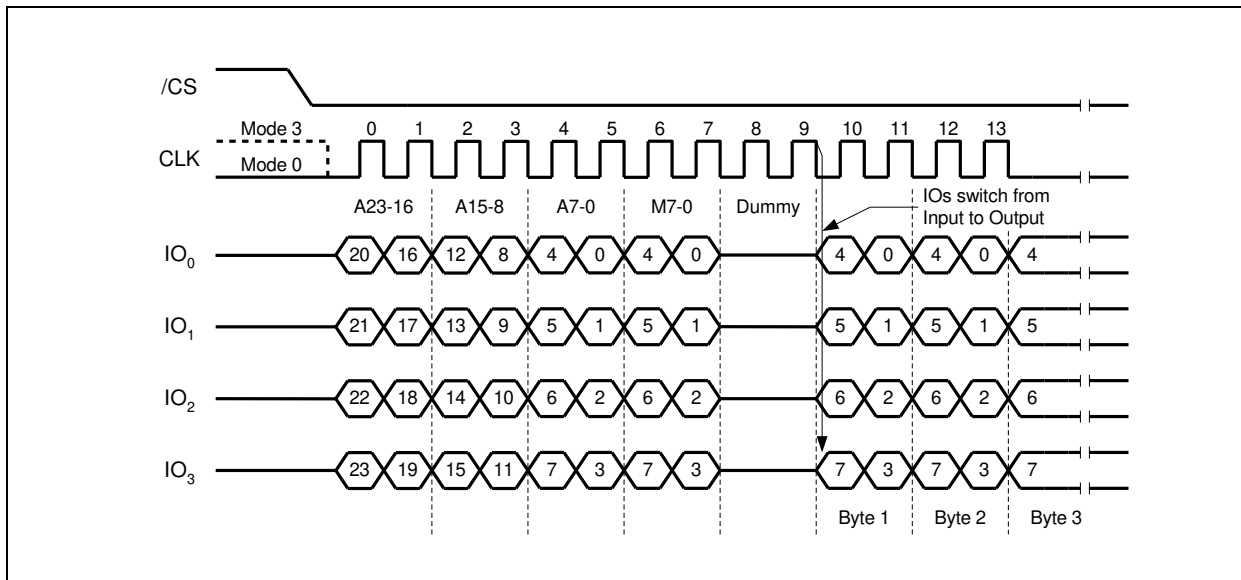 /CS
Mode 3 0 1 2 3 4 5 6 7 8 9 10 11 12 13
CLK
Mode 0
A23-16 A15-8 A7-0 M7-0 Dummy
IOs switch from
Input to Output
IO0 20 16 12 8 4 0 4 0 4 0 4 0 4
IO1 21 17 13 9 5 1 5 1 5 1 5 1 5
IO2 22 18 14 10 6 2 6 2 6 2 6 2 6
IO3 23 19 15 11 7 3 7 3 7 3 7 3 7
Byte 1 Byte 2 Byte 3